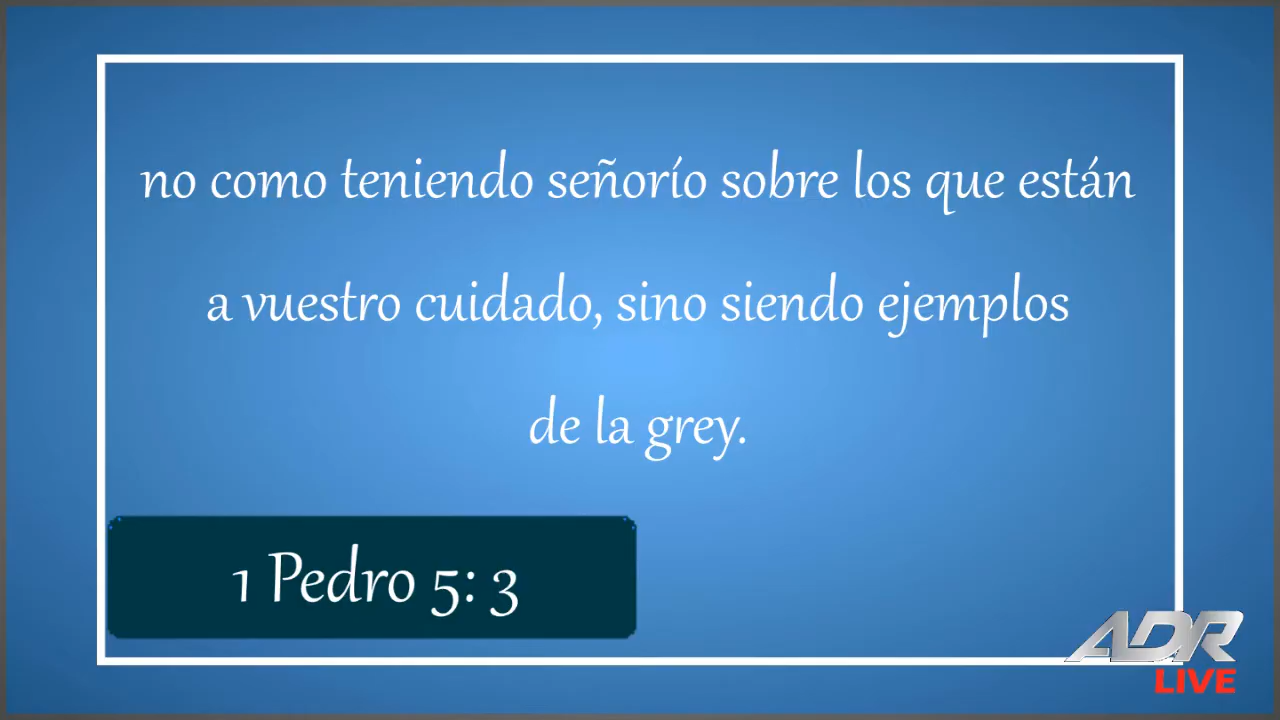 no como teniendo señorío sobre los que están
a vuestro cuidado, sino siendo ejemplos
de la grey.
1 Pedro 5: 3
ADR
LIVE